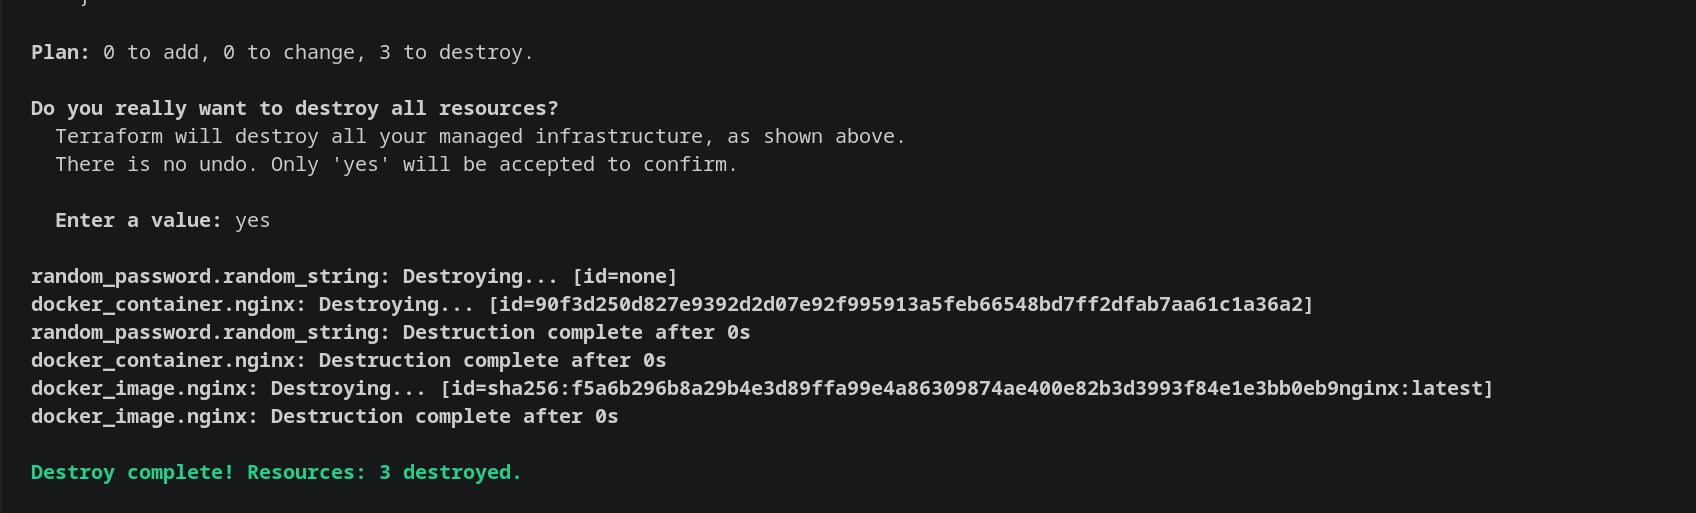 }
Plan: 0 to add, 0 to change, 3 to destroy.
Do you really want to destroy all resources?
Terraform will destroy all your managed infrastructure, as shown above.
There is no undo. Only 'yes' will be accepted to confirm.
Enter a value: yes
random_password.random_string: Destroying... [id=none]
docker_container.nginx: Destroying... [id=90f3d250d827e9392d2d07e92f995913a5feb66548bd7ff2dfab7aa61c1a36a2]
random_password.random_string: Destruction complete after 0s
docker_container.nginx: Destruction complete after 0s
docker_image.nginx: Destroying... [id=sha256:f5a6b296b8a29b4e3d89ffa99e4a86309874ae400e82b3d3993f84e1e3bb0eb9nginx:latest]
docker_image.nginx: Destruction complete after 0s
Destroy complete! Resources: 3 destroyed.